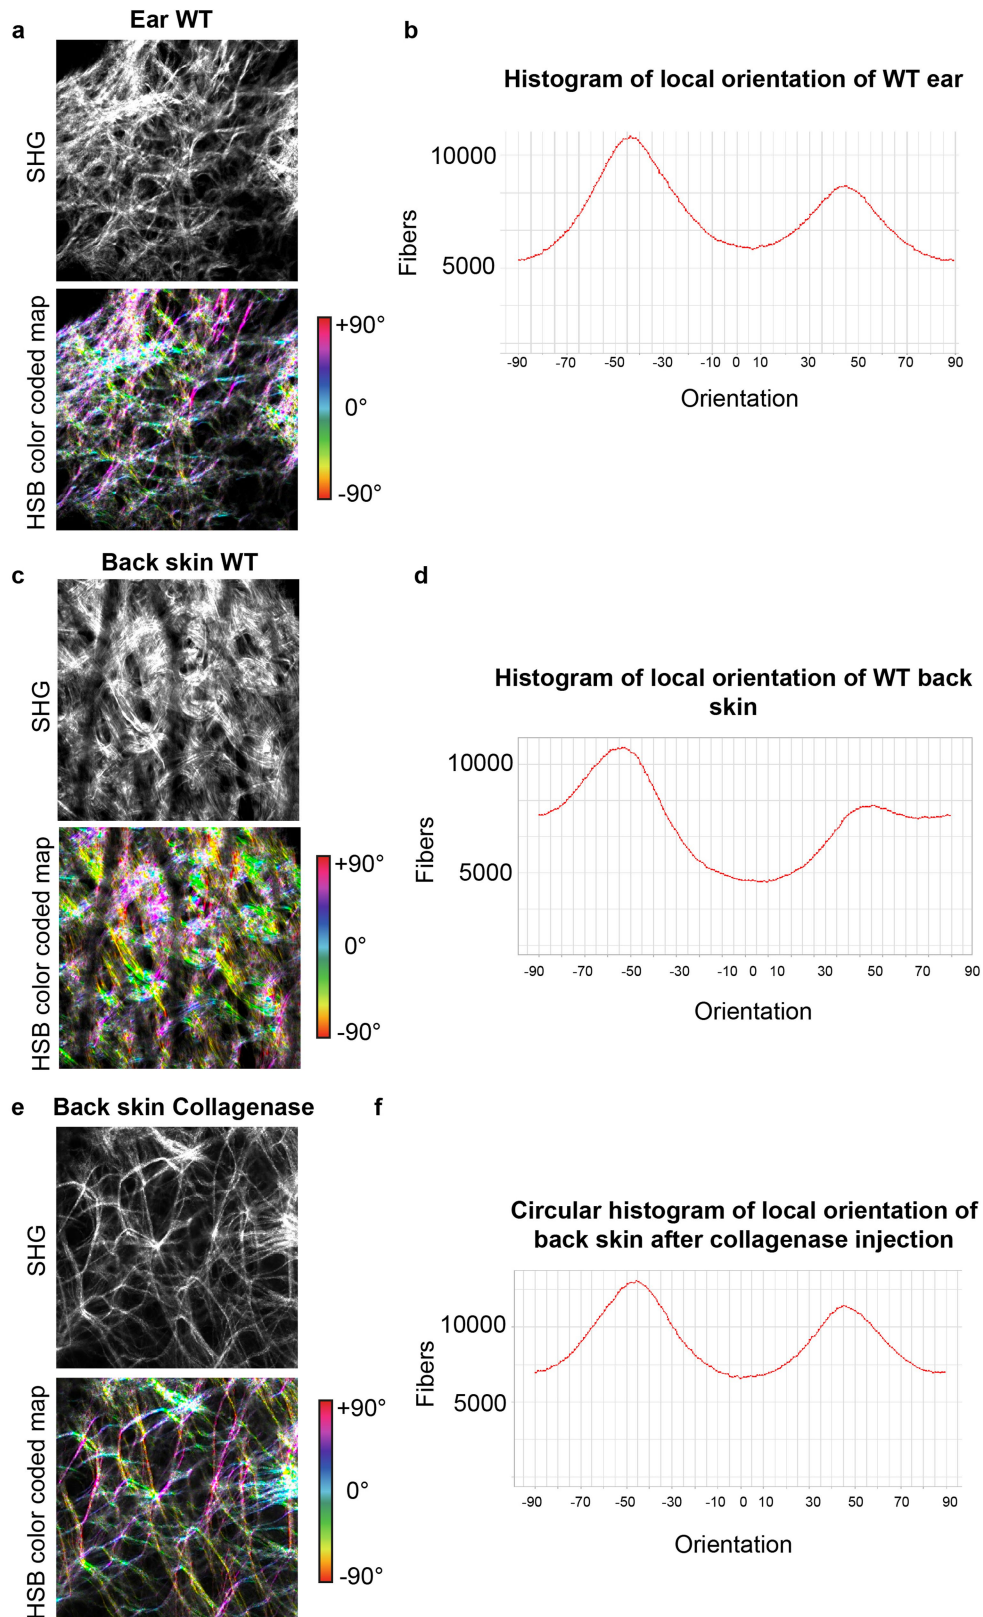 a
Ear WT
SHG
HSB color coded map
+90°
0°
-90°
b
Histogram of local orientation of WT ear
Fibers
10000
5000
-90 -70 -50 -30 -10 0 10 30 50 70 90
Orientation
c
Back skin WT
SHG
HSB color coded map
+90°
0°
-90°
d
Histogram of local orientation of WT back
skin
Fibers
10000
5000
-90 -70 -50 -30 -10 0 10 30 50 70 90
Orientation
e
Back skin Collagenase
SHG
HSB color coded map
+90°
0°
-90°
f
Circular histogram of local orientation of
back skin after collagenase injection
Fibers
10000
5000
-90 -70 -50 -30 -10 0 10 30 50 70 90
Orientation